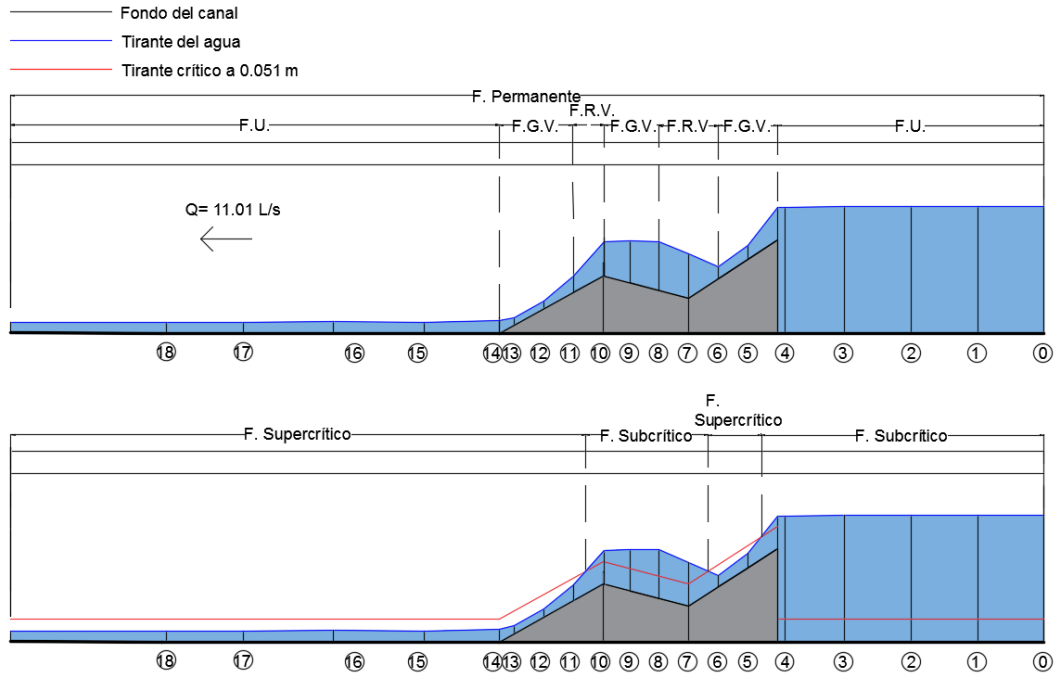 Fondo del canal
Tirante del agua
Tirante crítico a 0.051 m
F. Permanente
F.R.V.
F.U. F.G.V. F.G.V. F.R.V F.G.V. F.U.
Q= 11.01 L/s
18 17 16 15 14 13 12 11 10 9 8 7 6 5 4 3 2 1 0
F.
Supercrítico
F. Supercrítico F. Subcrítico F. Subcrítico
18 17 16 15 14 13 12 11 10 9 8 7 6 5 4 3 2 1 0